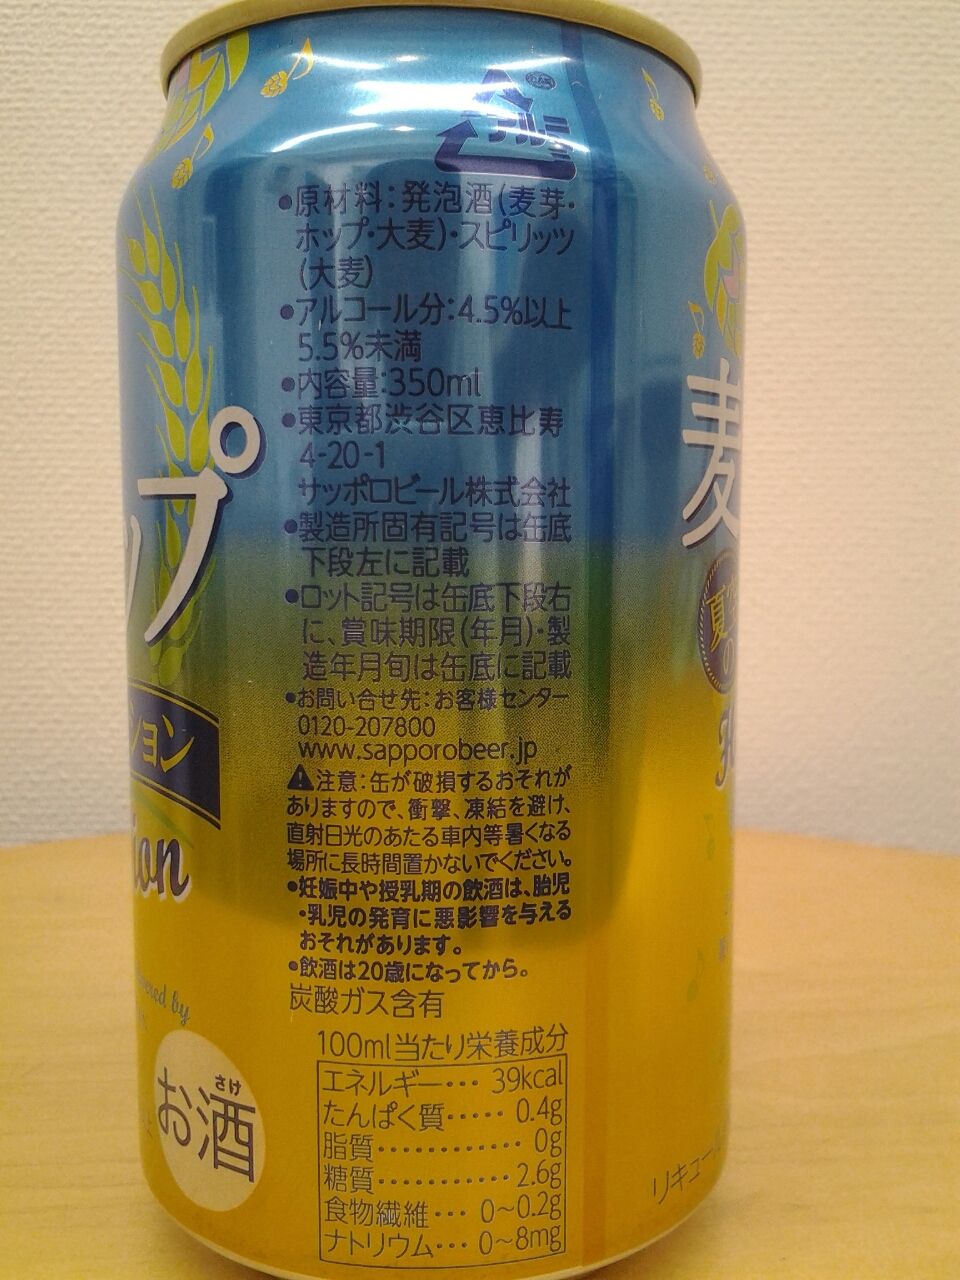 アルミ
●原材料:発泡酒(麦芽・
ホップ・大麦)・スピリッツ
(大麦)
●アルコール分:4.5%以上
5.5%未満
●内容量:350ml
●東京都渋谷区恵比寿
4-20-1
サッポロビール株式会社
●製造所固有記号は缶底
下段左に記載
●ロット記号は缶底下段右
に、賞味期限(年月)・製
造年月旬は缶底に記載
●お問い合せ先:お客様センター
0120-207800
www.sapporobeer.jp
注意:缶が破損するおそれが
ありますので、衝撃、凍結を避け、
直射日光のあたる車内等暑くなる
場所に長時間置かないでください。
●妊娠中や授乳期の飲酒は、胎児
・乳児の発育に悪影響を与える
おそれがあります。
●飲酒は20歳になってから。
炭酸ガス含有
100ml当たり栄養成分
エネルギー… 39kcal
たんぱく質…… 0.4g
脂質………… 0g
糖質………… 2.6g
食物繊維… 0~0.2g
ナトリウム… 0~8mg
ップ
ション
ion
by
さけ
お酒
麦
夏
の
リキュー